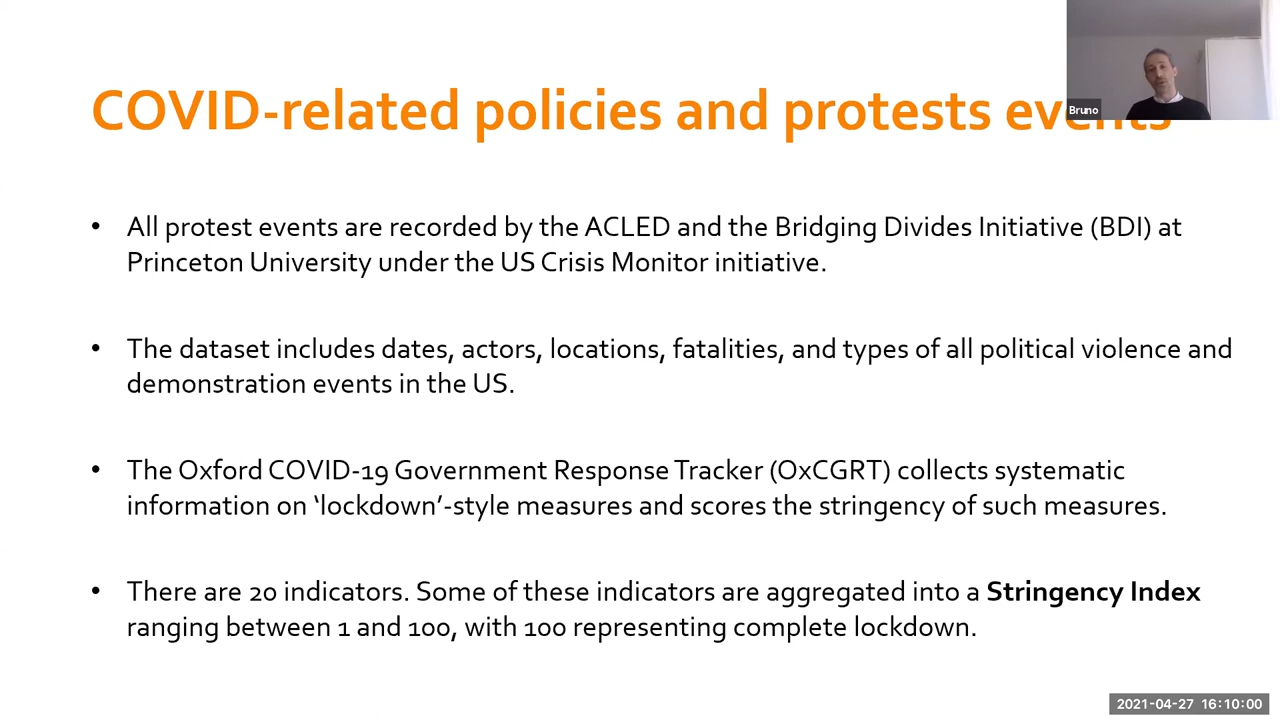 COVID-related policies and protests events
Bruno
• All protest events are recorded by the ACLED and the Bridging Divides Initiative (BDI) at
Princeton University under the US Crisis Monitor initiative.
• The dataset includes dates, actors, locations, fatalities, and types of all political violence and
demonstration events in the US.
• The Oxford COVID-19 Government Response Tracker (OxCGRT) collects systematic
information on ‘lockdown’-style measures and scores the stringency of such measures.
• There are 20 indicators. Some of these indicators are aggregated into a Stringency Index
ranging between 1 and 100, with 100 representing complete lockdown.
2021-04-27 16:10:00